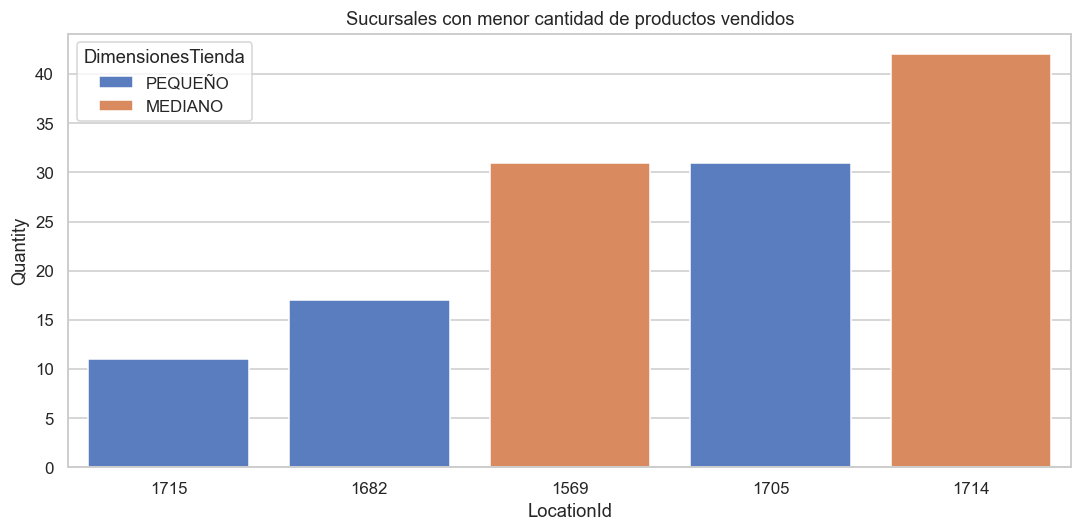 Sucursales con menor cantidad de productos vendidos
DimensionesTienda
PEQUEÑO
MEDIANO
Quantity
40
35
30
25
20
15
10
5
0
1715 1682 1569 1705 1714
LocationId